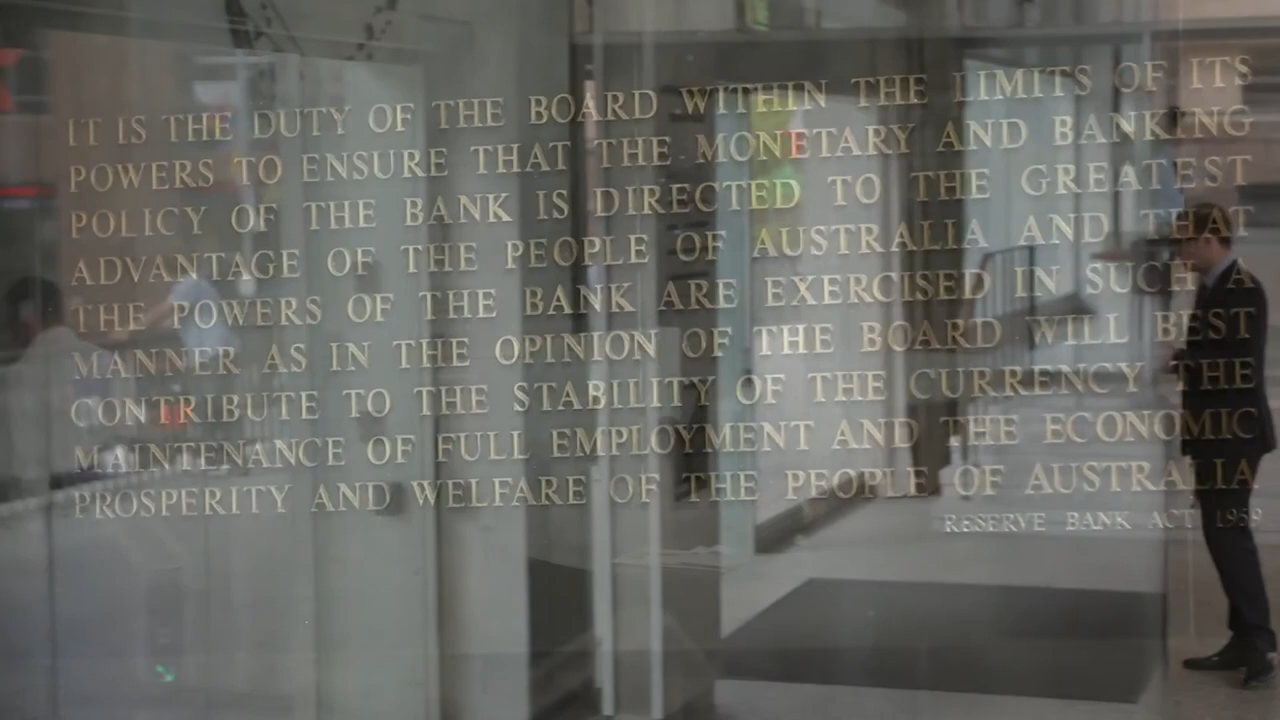 IT IS THE DUTY OF THE BOARD WITHIN THE LIMITS OF ITS
POWERS TO ENSURE THAT THE MONETARY AND BANKING
POLICY OF THE BANK IS DIRECTED TO THE GREATEST
ADVANTAGE OF THE PEOPLE OF AUSTRALIA AND THAT
THE POWERS OF THE BANK ARE EXERCISED IN SUCH A
MANNER AS IN THE OPINION OF THE BOARD WILL BEST
CONTRIBUTE TO THE STABILITY OF THE CURRENCY THE
MAINTENANCE OF FULL EMPLOYMENT AND THE ECONOMIC
PROSPERITY AND WELFARE OF THE PEOPLE OF AUSTRALIA
RESERVE BANK ACT 1959